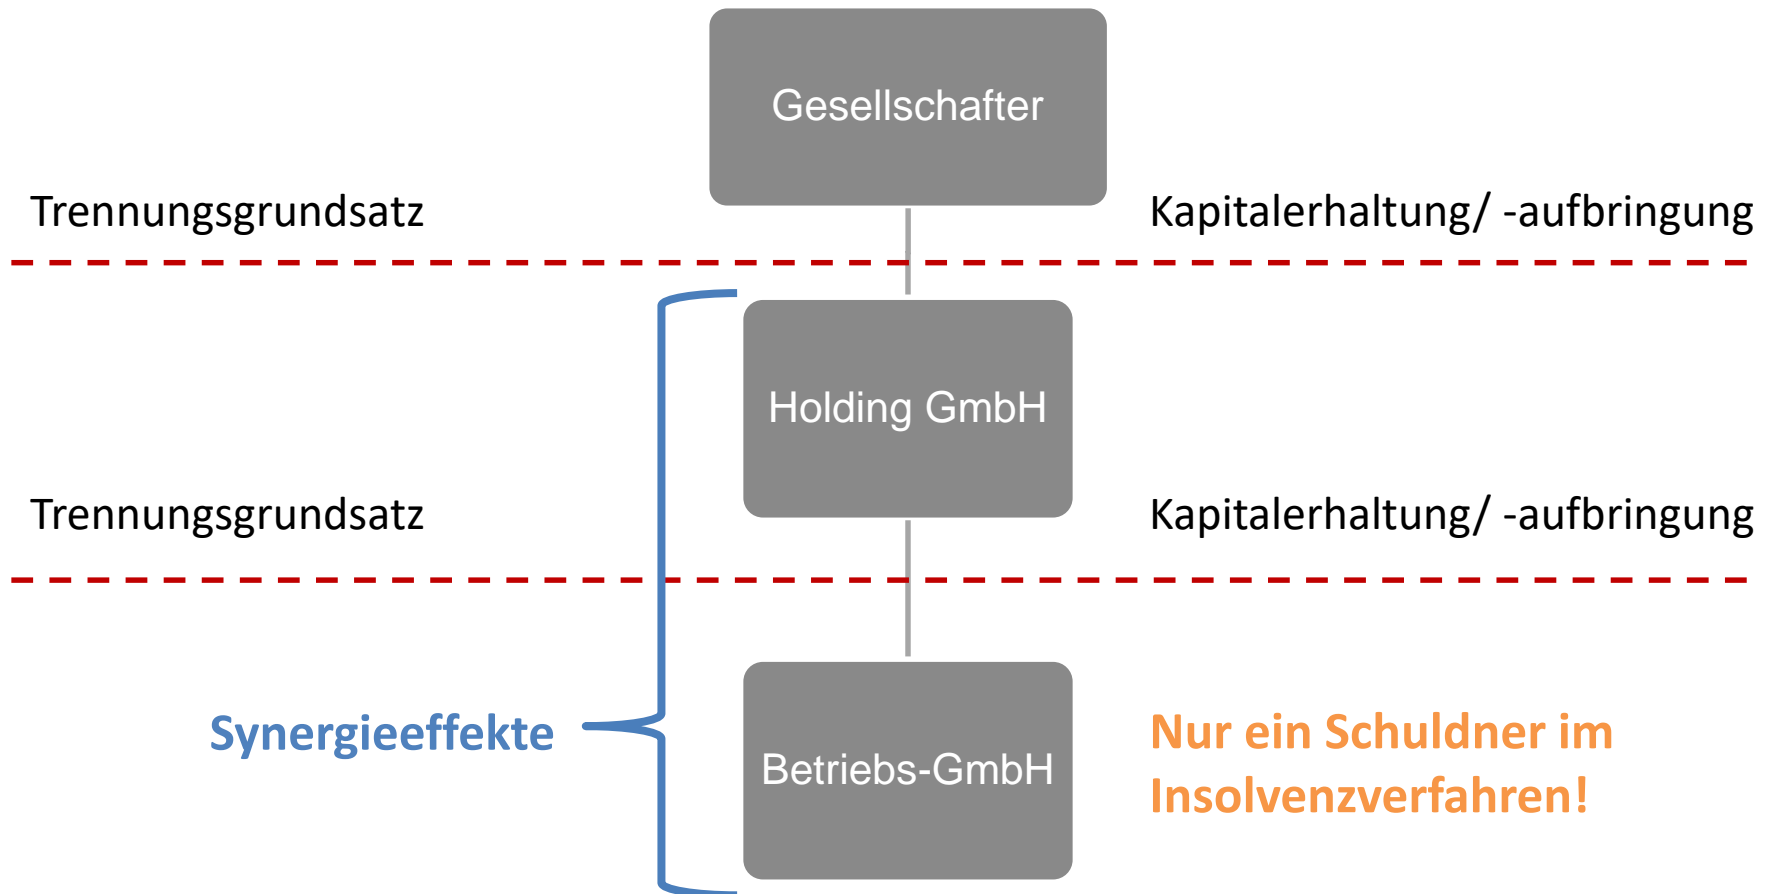 Gesellschafter
Trennungsgrundsatz
Kapitalerhaltung/ -aufbringung
Holding GmbH
Trennungsgrundsatz
Kapitalerhaltung/ -aufbringung
Synergieeffekte
Betriebs-GmbH
Nur ein Schuldner im
Insolvenzverfahren!